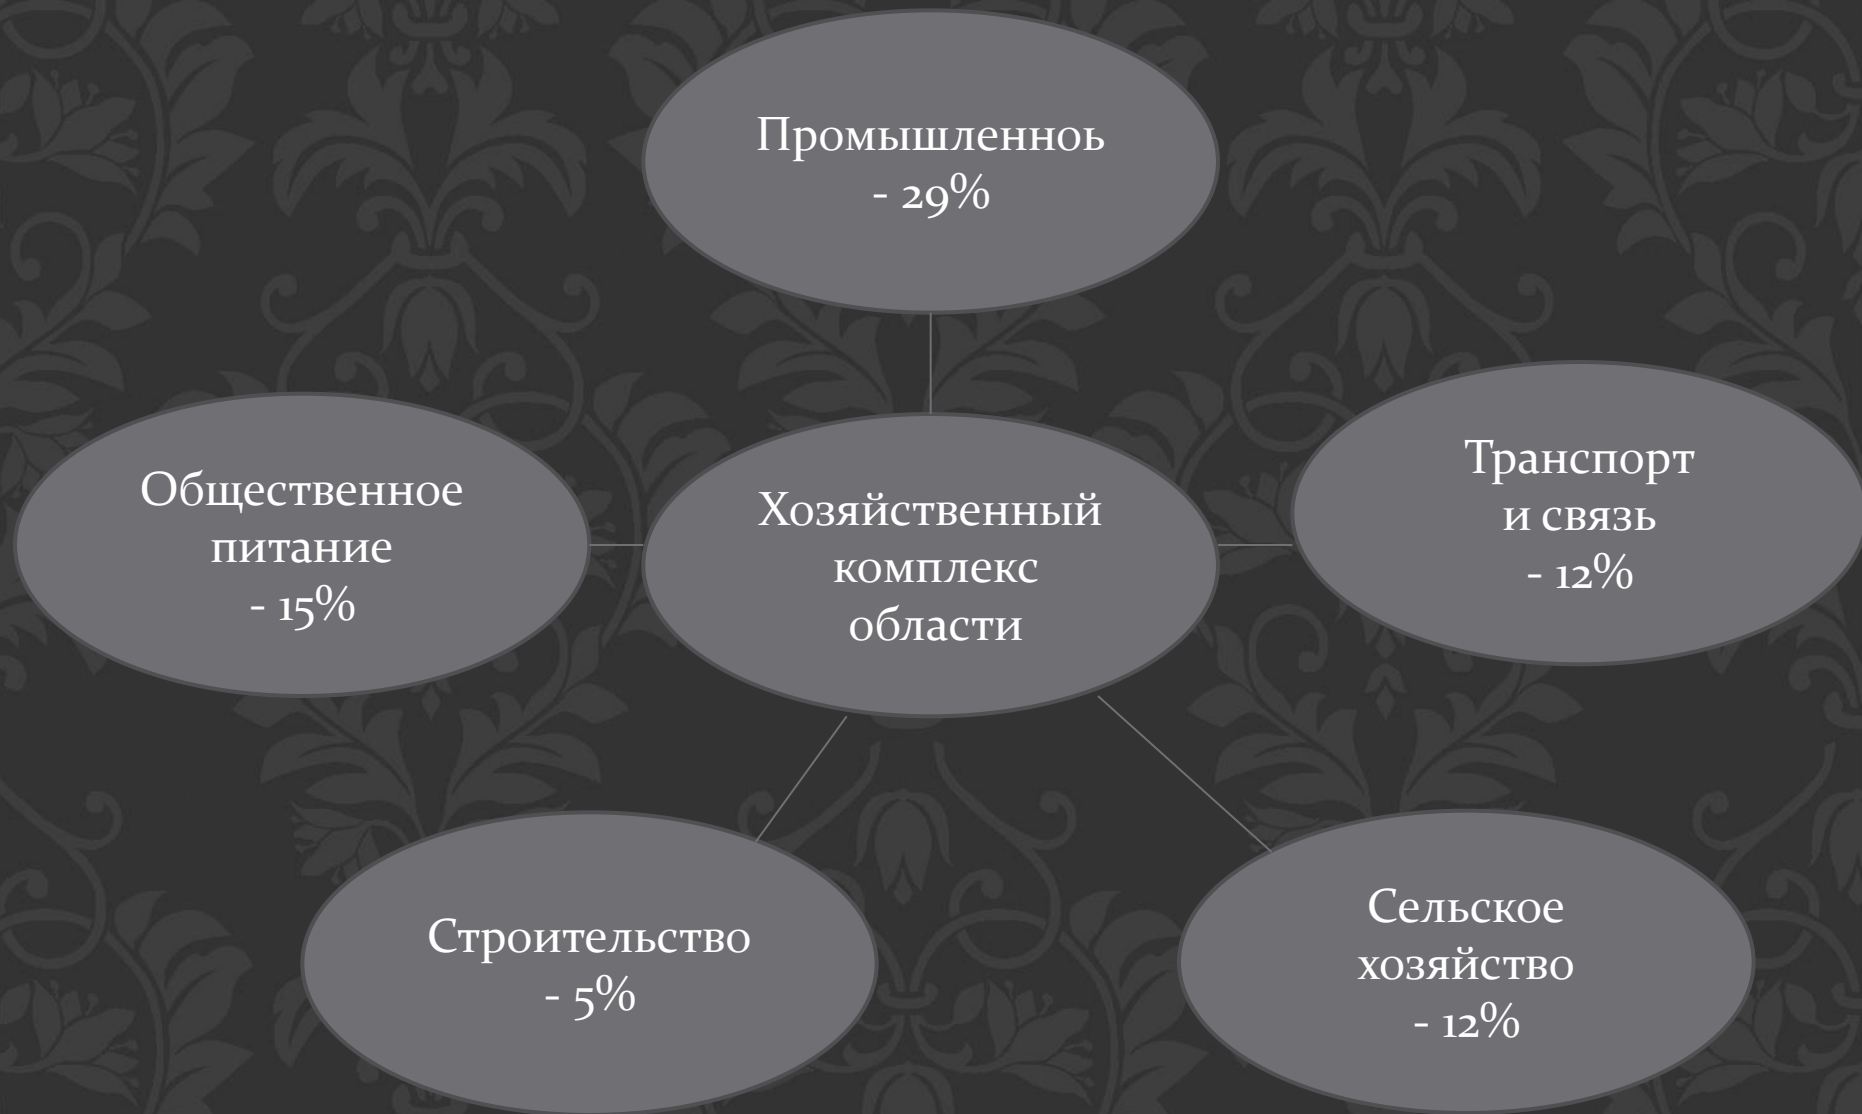 Промышленноь
- 29%
Общественное
питание
- 15%
Хозяйственный
комплекс
области
Транспорт
и связь
- 12%
Строительство
- 5%
Сельское
хозяйство
- 12%